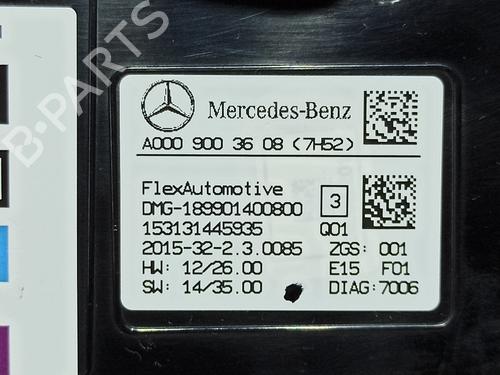 B-PARTS
Mercedes-Benz
A000 900 36 08 (7H52)
FlexAutomotive
DMG-189901400800 3
153131445935 Q01
2015-32-2.3.0085 ZGS: 001
HW: 12/26.00 E15 F01
SW: 14/35.00 DIAG:7006